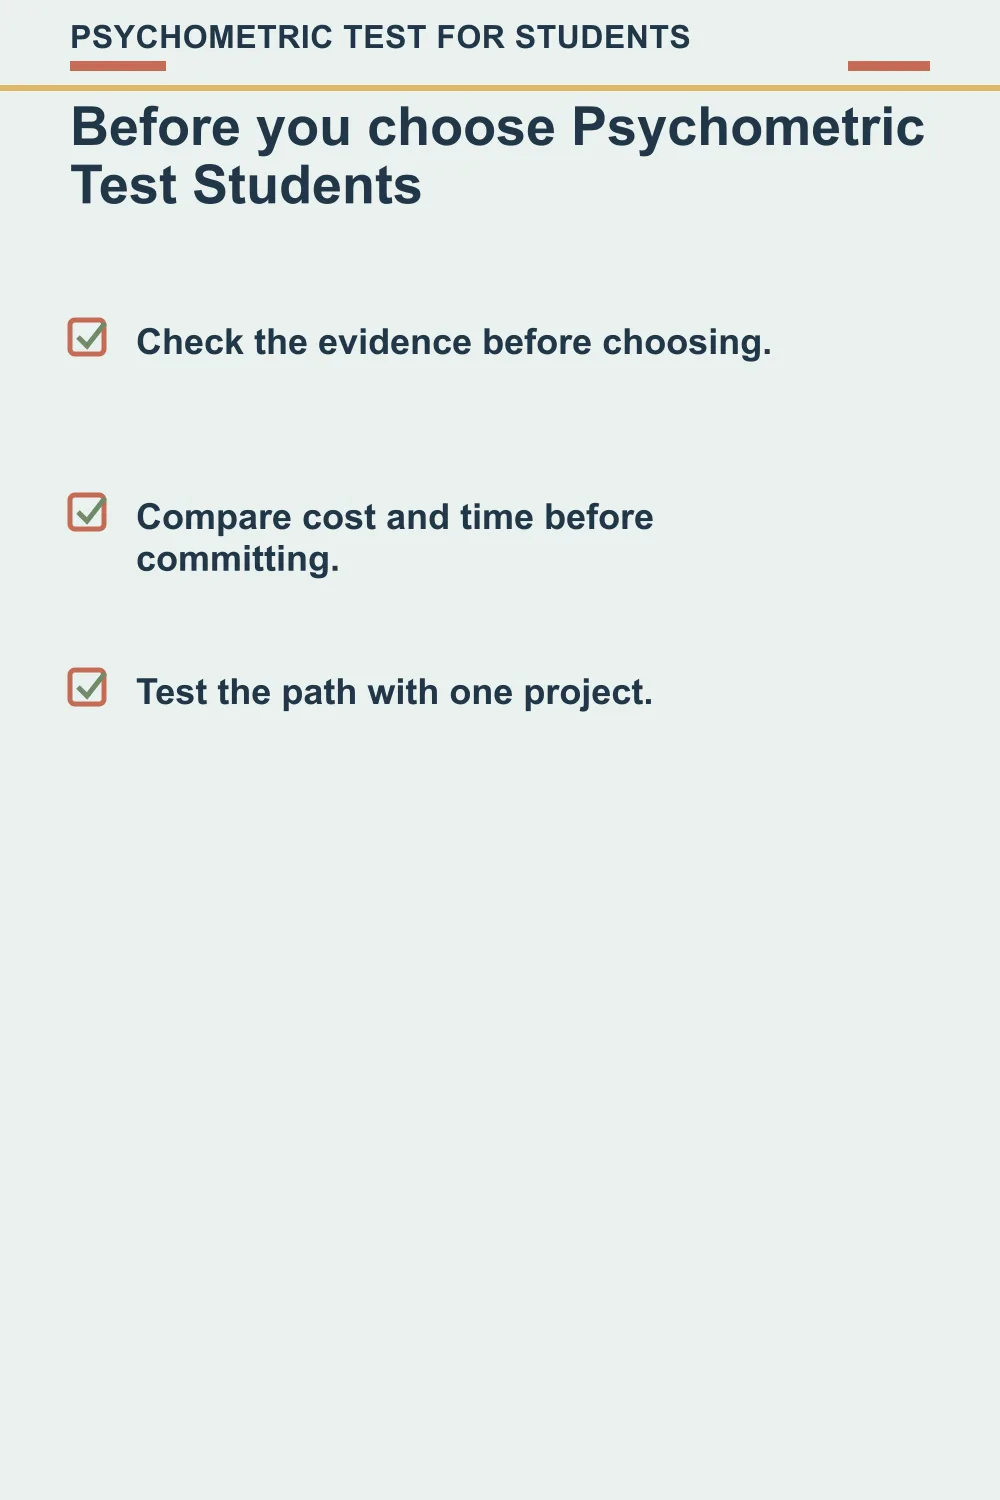 PSYCHOMETRIC TEST FOR STUDENTS
Before you choose Psychometric
Test Students
Check the evidence before choosing.
Compare cost and time before
committing.
Test the path with one project.